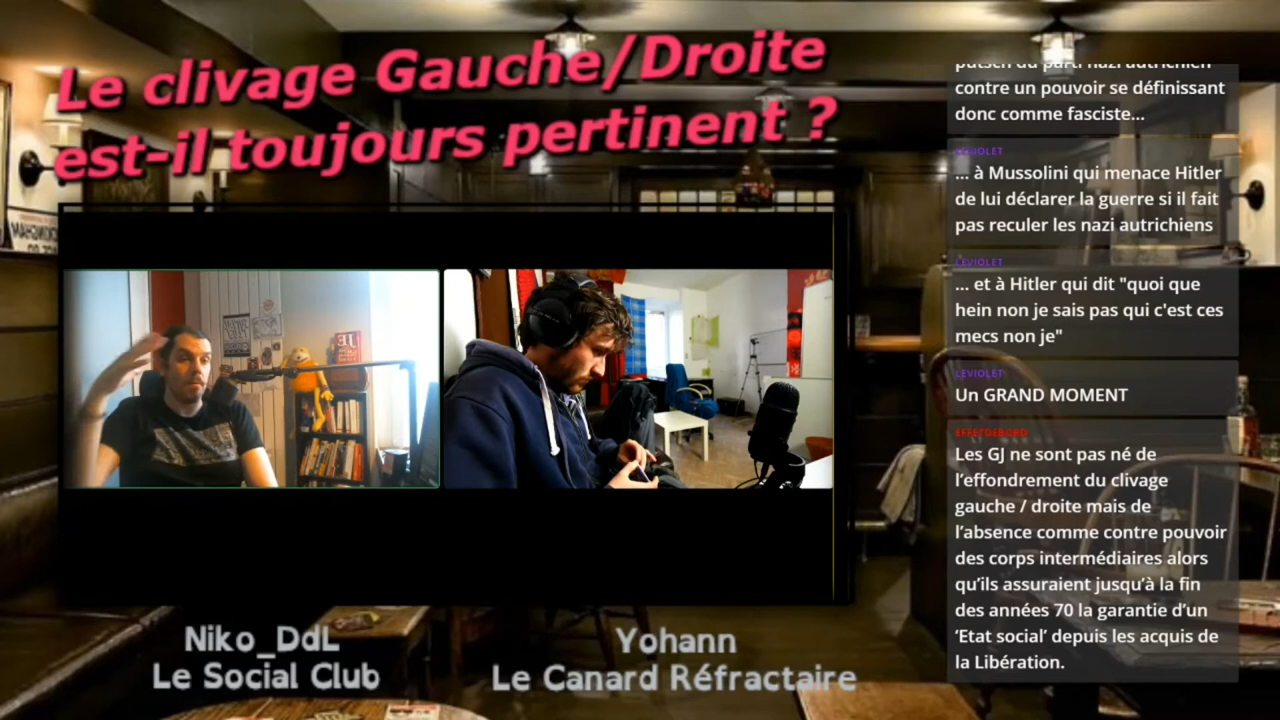 Le clivage Gauche/Droite
est-il toujours pertinent ?
contre un pouvoir se définissant
donc comme fasciste...
LEVIOLET
... à Mussolini qui menace Hitler
de lui déclarer la guerre si il fait
pas reculer les nazi autrichiens
LEVIOLET
... et à Hitler qui dit "quoi que
hein non je sais pas qui c'est ces
mecs non je"
LEVIOLET
Un GRAND MOMENT
EFFETDEBORD
Les GJ ne sont pas né de
l’effondrement du clivage
gauche / droite mais de
l’absence comme contre pouvoir
des corps intermédiaires alors
qu’ils assuraient jusqu’à la fin
des années 70 la garantie d’un
‘Etat social’ depuis les acquis de
la Libération.
Niko_DdL
Le Social Club
Yohann
Le Canard Réfractaire